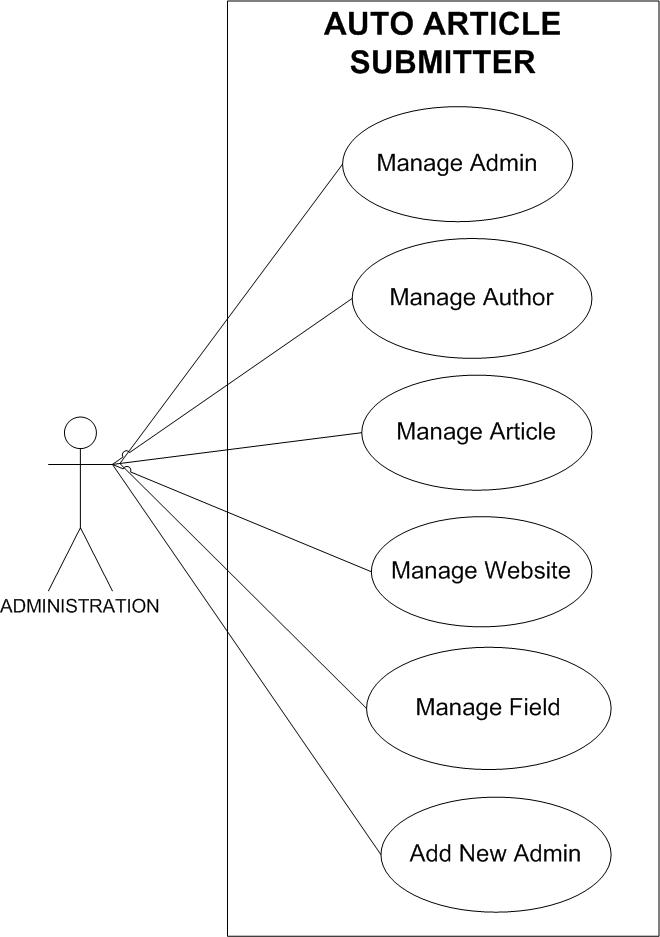 AUTO ARTICLE
SUBMITTER
Manage Admin
Manage Author
Manage Article
Manage Website
ADMINISTRATION
Manage Field
Add New Admin